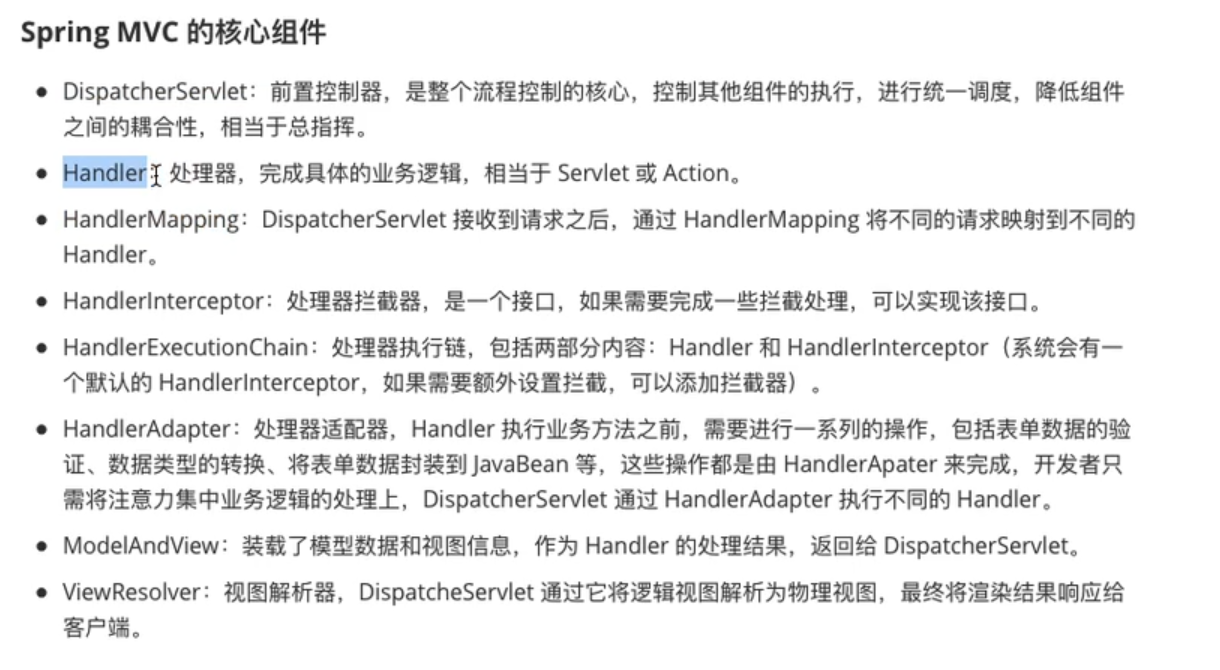 Spring MVC 的核心组件
● DispatcherServlet：前置控制器，是整个流程控制的核心，控制其他组件的执行，进行统一调度，降低组件
之间的耦合性，相当于总指挥。
● Handler：处理器，完成具体的业务逻辑，相当于 Servlet 或 Action。
● HandlerMapping：DispatcherServlet 接收到请求之后，通过 HandlerMapping 将不同的请求映射到不同的
Handler。
● HandlerInterceptor：处理器拦截器，是一个接口，如果需要完成一些拦截处理，可以实现该接口。
● HandlerExecutionChain：处理器执行链，包括两部分内容：Handler 和 HandlerInterceptor（系统会有一
个默认的 HandlerInterceptor，如果需要额外设置拦截，可以添加拦截器）。
● HandlerAdapter：处理器适配器，Handler 执行业务方法之前，需要进行一系列的操作，包括表单数据的验
证、数据类型的转换、将表单数据封装到 JavaBean 等，这些操作都是由 HandlerApater 来完成，开发者只
需将注意力集中业务逻辑的处理上，DispatcherServlet 通过 HandlerAdapter 执行不同的 Handler。
● ModelAndView：装载了模型数据和视图信息，作为 Handler 的处理结果，返回给 DispatcherServlet。
● ViewResolver：视图解析器，DispatcheServlet 通过它将逻辑视图解析为物理视图，最终将渲染结果响应给
客户端。